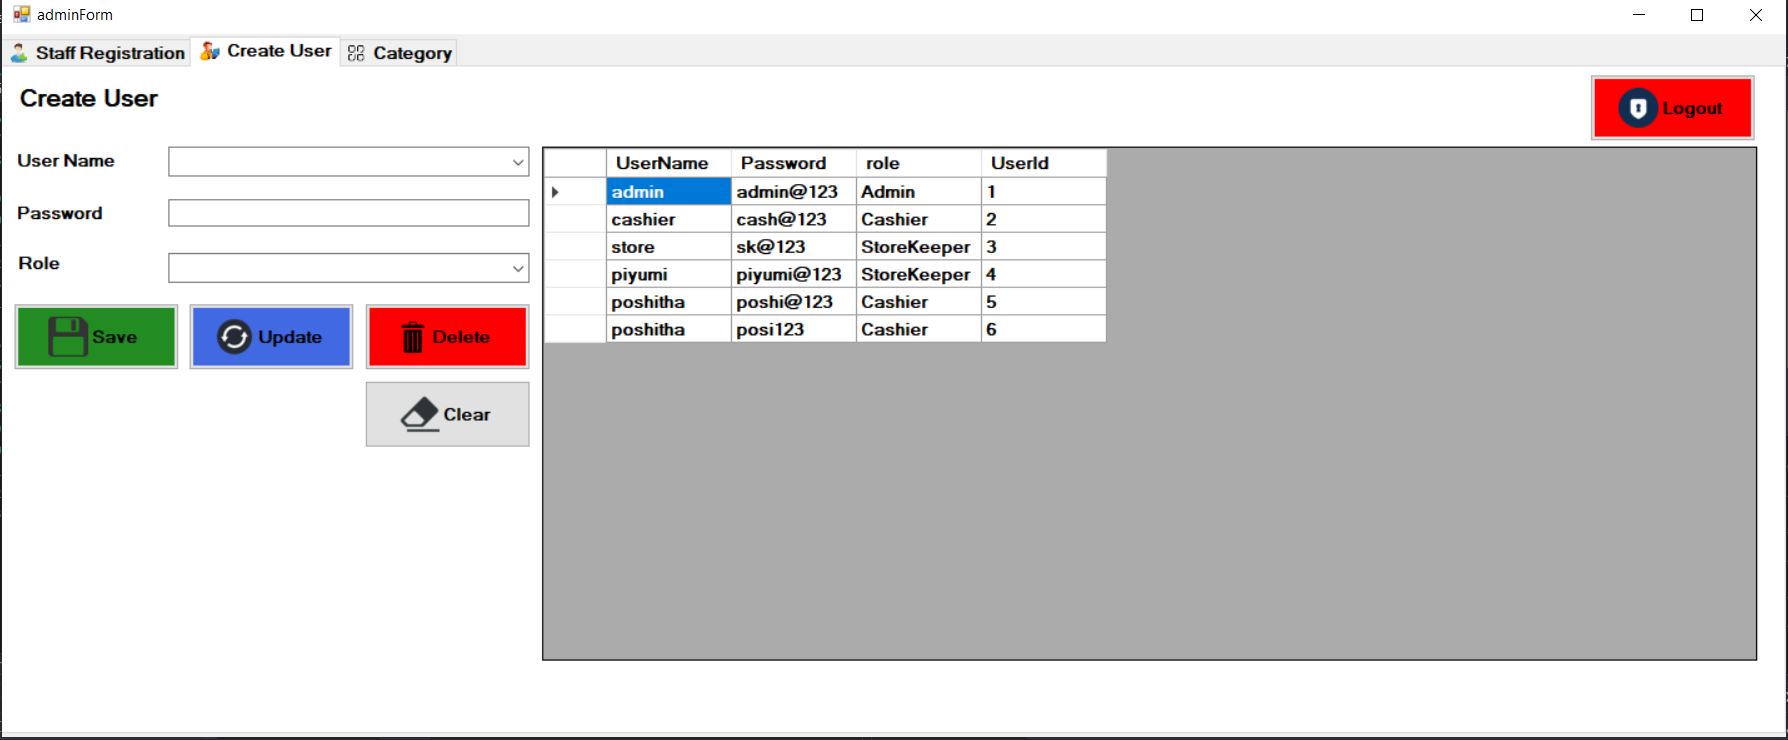 adminForm
Staff Registration Create User Category
Create User
Logout
User Name
Password
Role
Save Update Delete
Clear
UserName Password role UserId
admin admin@123 Admin 1
cashier cash@123 Cashier 2
store sk@123 StoreKeeper 3
piyumi piyumi@123 StoreKeeper 4
poshitha poshi@123 Cashier 5
poshitha posi123 Cashier 6